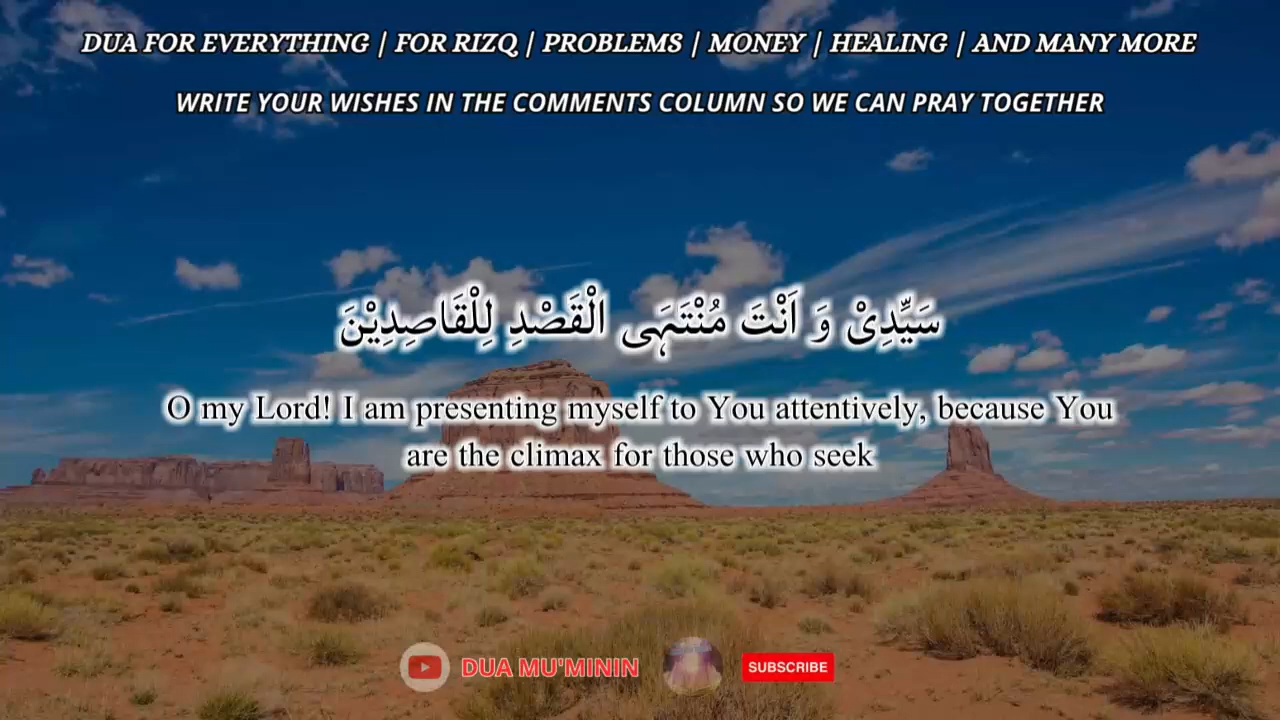 DUA FOR EVERYTHING | FOR RIZQ | PROBLEMS | MONEY | HEALING | AND MANY MORE
WRITE YOUR WISHES IN THE COMMENTS COLUMN SO WE CAN PRAY TOGETHER
سَيِّدِىْ وَ اَنْتَ مُنْتَهَى الْقَصْدِ لِلْقَاصِدِيْنَ
O my Lord! I am presenting myself to You attentively, because You
are the climax for those who seek
DUA MU'MININ
SUBSCRIBE